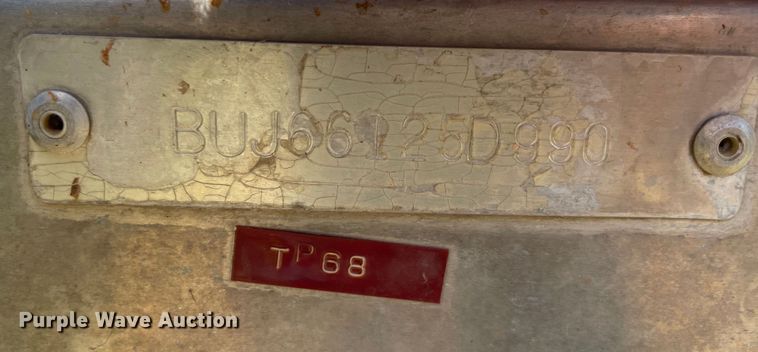 BUJ66125D990
TP68
Purple Wave Auction